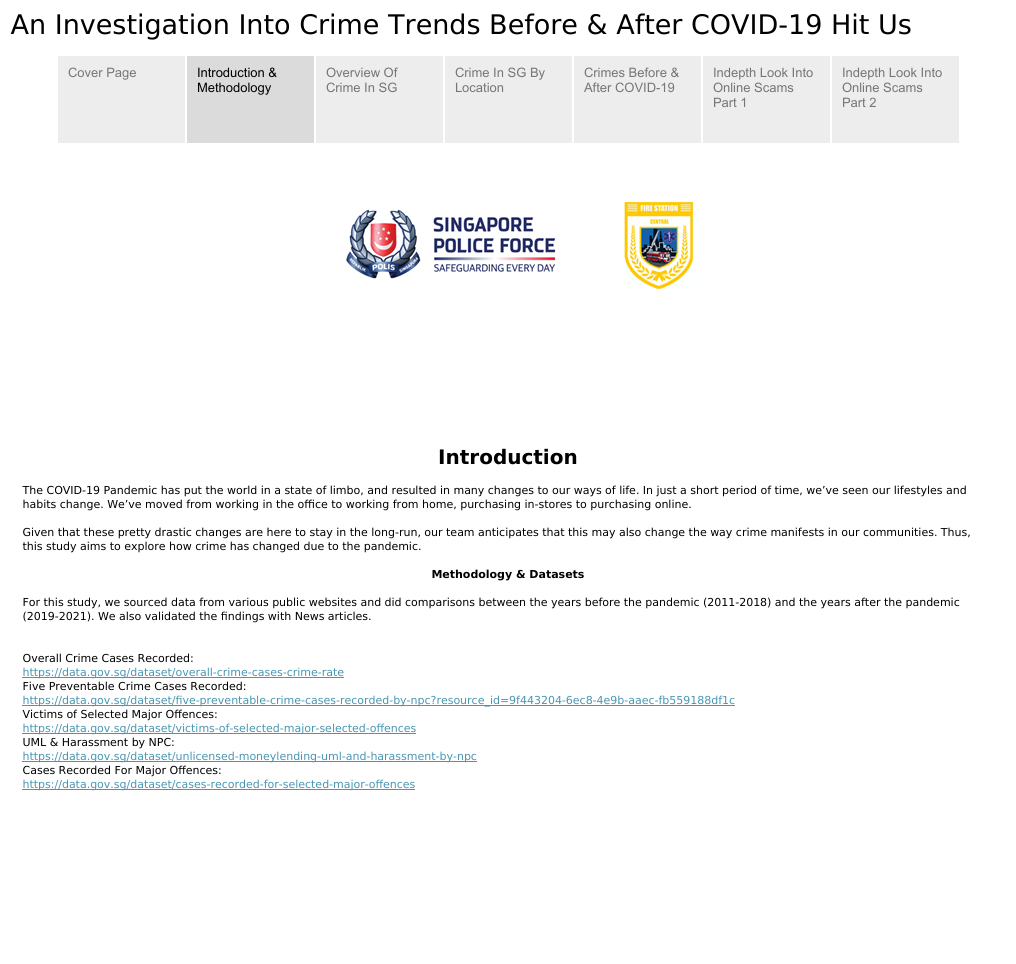 An Investigation Into Crime Trends Before & After COVID-19 Hit Us
Cover Page
Introduction &
Methodology
Overview Of
Crime In SG
Crime In SG By
Location
Crimes Before &
After COVID-19
Indepth Look Into
Online Scams
Part 1
Indepth Look Into
Online Scams
Part 2
POLIS
SINGAPORE
POLICE FORCE
SAFEGUARDING EVERY DAY
FIRE STATION
CENTRAL
Introduction
The COVID-19 Pandemic has put the world in a state of limbo, and resulted in many changes to our ways of life. In just a short period of time, we’ve seen our lifestyles and
habits change. We’ve moved from working in the office to working from home, purchasing in-stores to purchasing online.
Given that these pretty drastic changes are here to stay in the long-run, our team anticipates that this may also change the way crime manifests in our communities. Thus,
this study aims to explore how crime has changed due to the pandemic.
Methodology & Datasets
For this study, we sourced data from various public websites and did comparisons between the years before the pandemic (2011-2018) and the years after the pandemic
(2019-2021). We also validated the findings with News articles.
Overall Crime Cases Recorded:
https://data.gov.sg/dataset/overall-crime-cases-crime-rate
Five Preventable Crime Cases Recorded:
https://data.gov.sg/dataset/five-preventable-crime-cases-recorded-by-npc?resource_id=9f443204-6ec8-4e9b-aaec-fb559188df1c
Victims of Selected Major Offences:
https://data.gov.sg/dataset/victims-of-selected-major-selected-offences
UML & Harassment by NPC:
https://data.gov.sg/dataset/unlicensed-moneylending-uml-and-harassment-by-npc
Cases Recorded For Major Offences:
https://data.gov.sg/dataset/cases-recorded-for-selected-major-offences